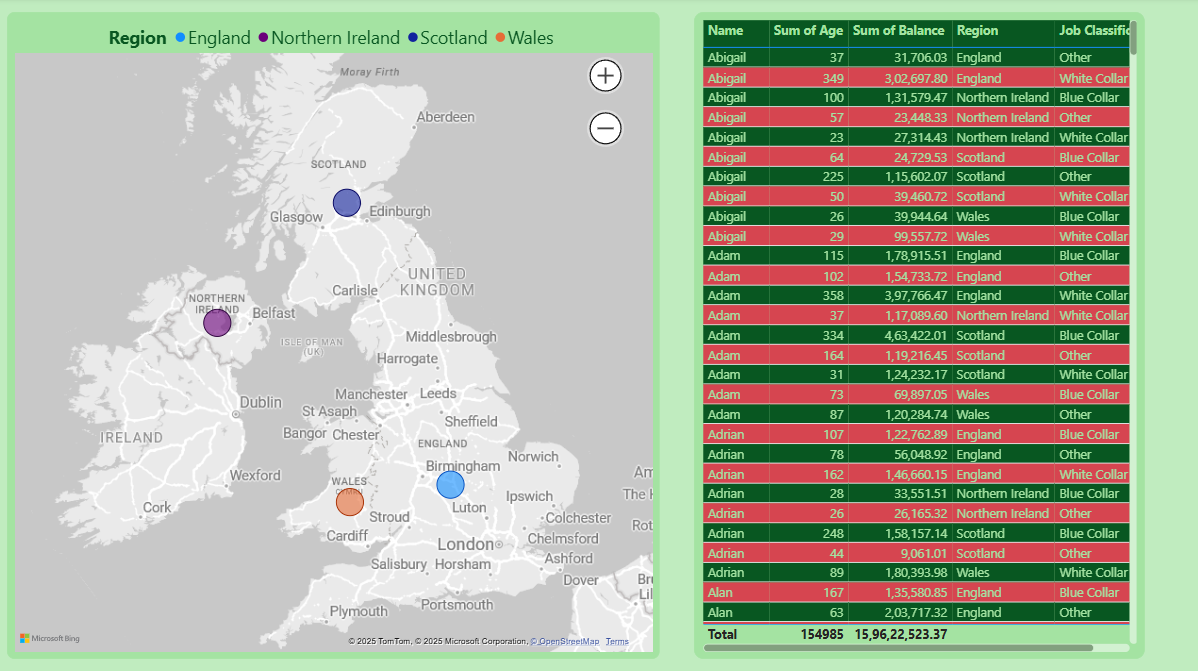 Region England Northern Ireland Scotland Wales
Moray Firth
Aberdeen
SCOTLAND
Glasgow
Edinburgh
UNITED
KINGDOM
Carlisle
NORTHERN
IRELAND
Belfast
ISLE OF MAN
(UK)
Middlesbrough
Harrogate
Manchester
Leeds
Dublin
St Asaph
Sheffield
IRELAND
Bangor
Chester
ENGLAND
Norwich
Birmingham
Wexford
WALES
CYMRU
Am
The H
Ipswich
Cork
Luton
Stroud
Colchester
Rot
Cardiff
Chelmsford
London
Ashford
Salisbury
Horsham
Dover
Bru
Lil
Portsmouth
Plymouth
Microsoft Bing
© 2025 TomTom, © 2025 Microsoft Corporation, © OpenStreetMap Terms
Name Sum of Age Sum of Balance Region Job Classific
Abigail 37 31,706.03 England Other
Abigail 349 3,02,697.80 England White Collar
Abigail 100 1,31,579.47 Northern Ireland Blue Collar
Abigail 57 23,448.33 Northern Ireland Other
Abigail 23 27,314.43 Northern Ireland White Collar
Abigail 64 24,729.53 Scotland Blue Collar
Abigail 225 1,15,602.07 Scotland Other
Abigail 50 39,460.72 Scotland White Collar
Abigail 26 39,944.64 Wales Blue Collar
Abigail 29 99,557.72 Wales White Collar
Adam 115 1,78,915.51 England Blue Collar
Adam 102 1,54,733.72 England Other
Adam 358 3,97,766.47 England White Collar
Adam 37 1,17,089.60 Northern Ireland White Collar
Adam 334 4,63,422.01 Scotland Blue Collar
Adam 164 1,19,216.45 Scotland Other
Adam 31 1,24,232.17 Scotland White Collar
Adam 73 69,897.05 Wales Blue Collar
Adam 87 1,20,284.74 Wales Other
Adrian 107 1,22,762.89 England Blue Collar
Adrian 78 56,048.92 England Other
Adrian 162 1,46,660.15 England White Collar
Adrian 28 33,551.51 Northern Ireland Blue Collar
Adrian 26 26,165.32 Northern Ireland Other
Adrian 248 1,58,157.14 Scotland Blue Collar
Adrian 44 9,061.01 Scotland Other
Adrian 89 1,80,393.98 Wales White Collar
Alan 167 1,35,580.85 England Blue Collar
Alan 63 2,03,717.32 England Other
Total 154985 15,96,22,523.37